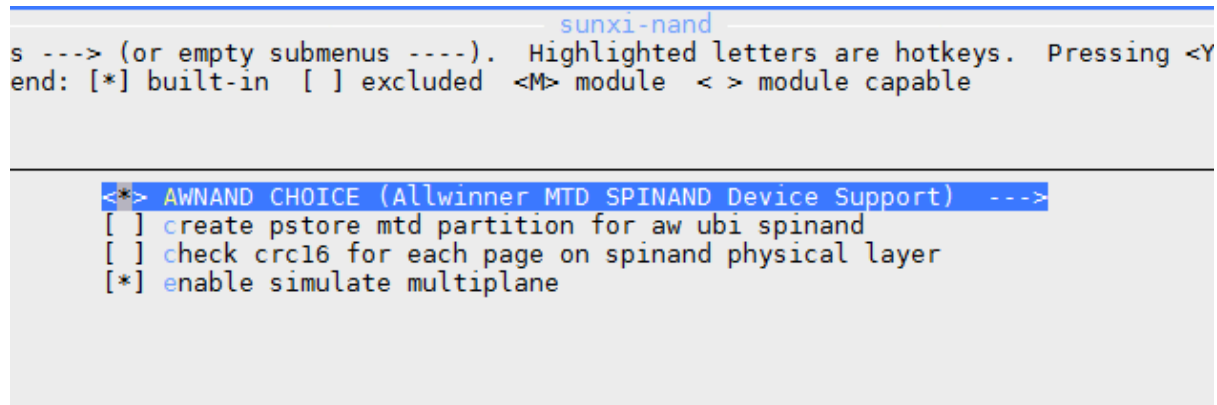 sunxi-nand
s ---> (or empty submenus ----).  Highlighted letters are hotkeys.  Pressing <Y
end: [*] built-in  [ ] excluded  <M> module  < > module capable
<*> AWNAND CHOICE (Allwinner MTD SPINAND Device Support)  --->
[ ] create pstore mtd partition for aw ubi spinand
[ ] check crc16 for each page on spinand physical layer
[*] enable simulate multiplane